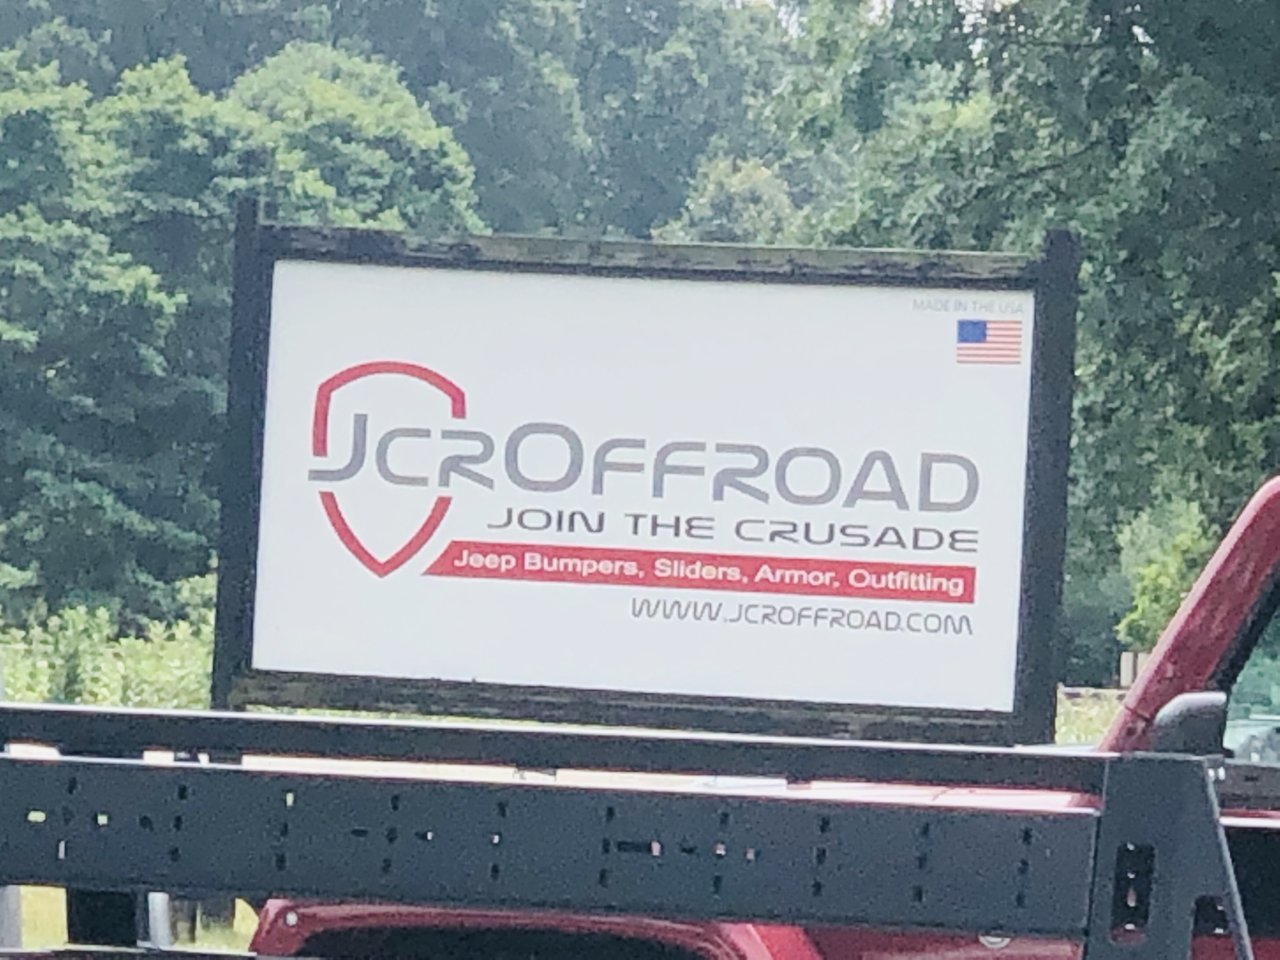 MADE IN THE USA
JCROFFROAD
JOIN THE CRUSADE
Jeep Bumpers, Sliders, Armor, Outfitting
WWW.JCROFFROAD.COM